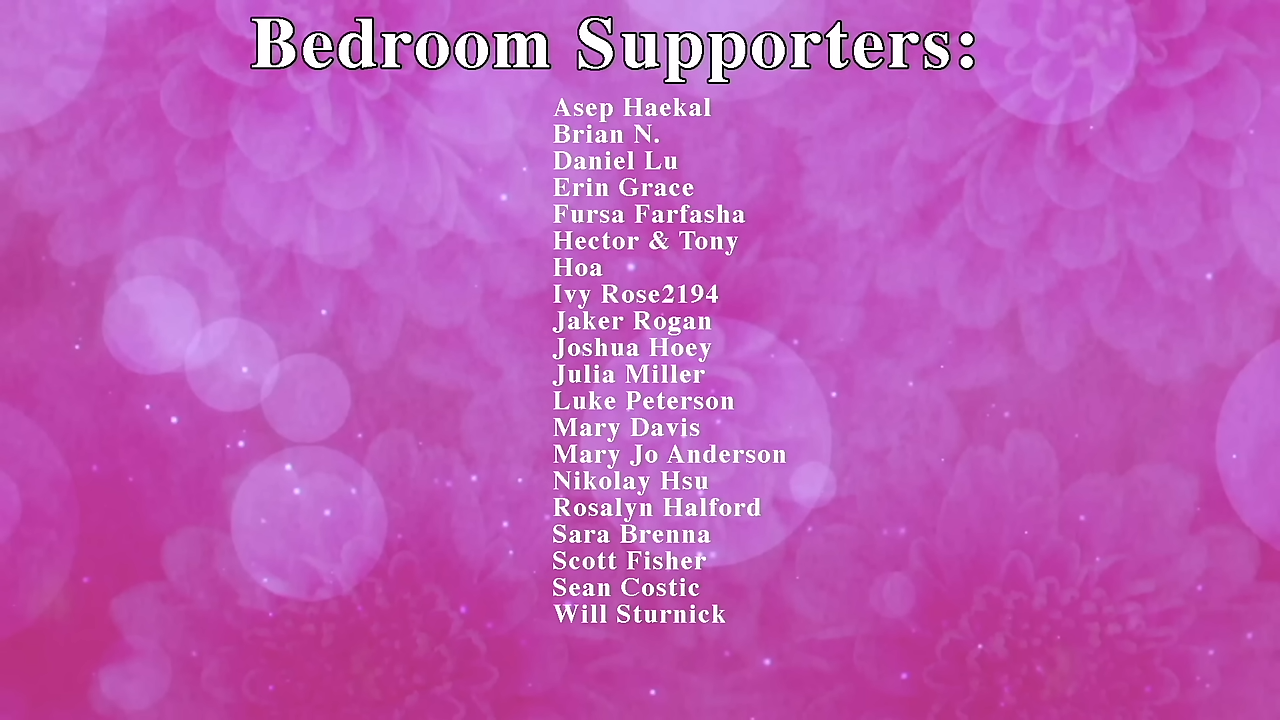 Bedroom Supporters:
Asep Haekal
Brian N.
Daniel Lu
Erin Grace
Fursa Farfasha
Hector & Tony
Hoa
Ivy Rose2194
Jaker Rogan
Joshua Hoey
Julia Miller
Luke Peterson
Mary Davis
Mary Jo Anderson
Nikolay Hsu
Rosalyn Halford
Sara Brenna
Scott Fisher
Sean Costic
Will Sturnick